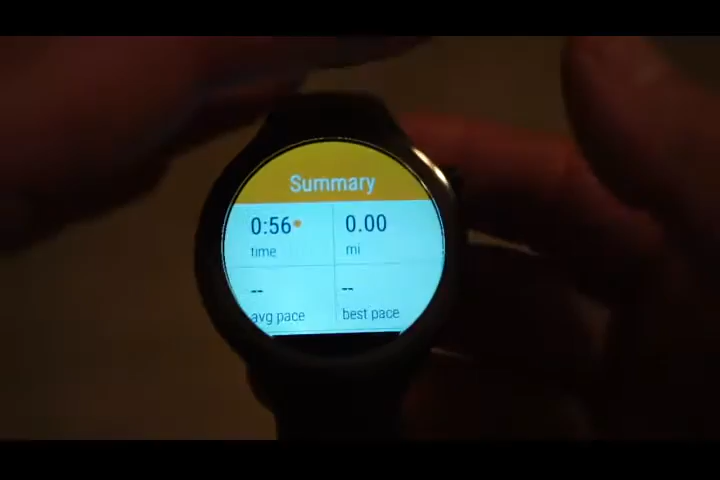 Summary
0:56 0.00
time mi
-- --
avg pace best pace